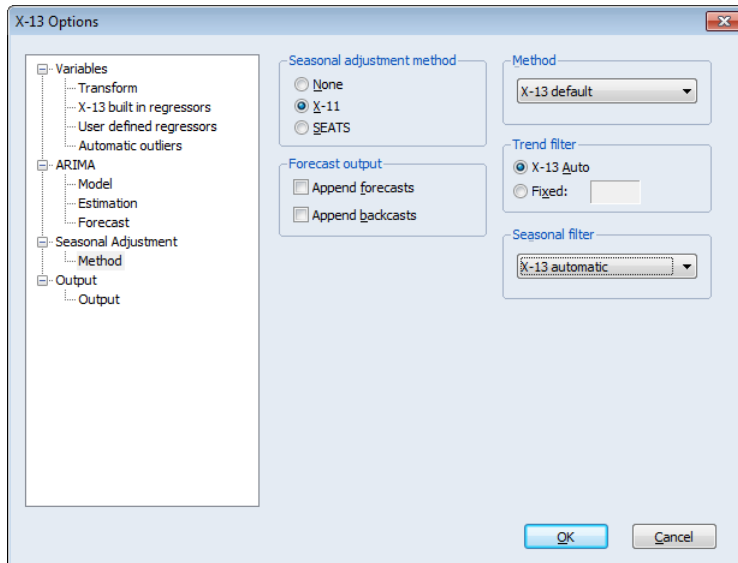 X-13 Options
Variables
Transform
X-13 built in regressors
User defined regressors
Automatic outliers
ARIMA
Model
Estimation
Forecast
Seasonal Adjustment
Method
Output
Output
Seasonal adjustment method
None
X-11
SEATS
Forecast output
Append forecasts
Append backcasts
Method
X-13 default
Trend filter
X-13 Auto
Fixed:
Seasonal filter
X-13 automatic
OK
Cancel